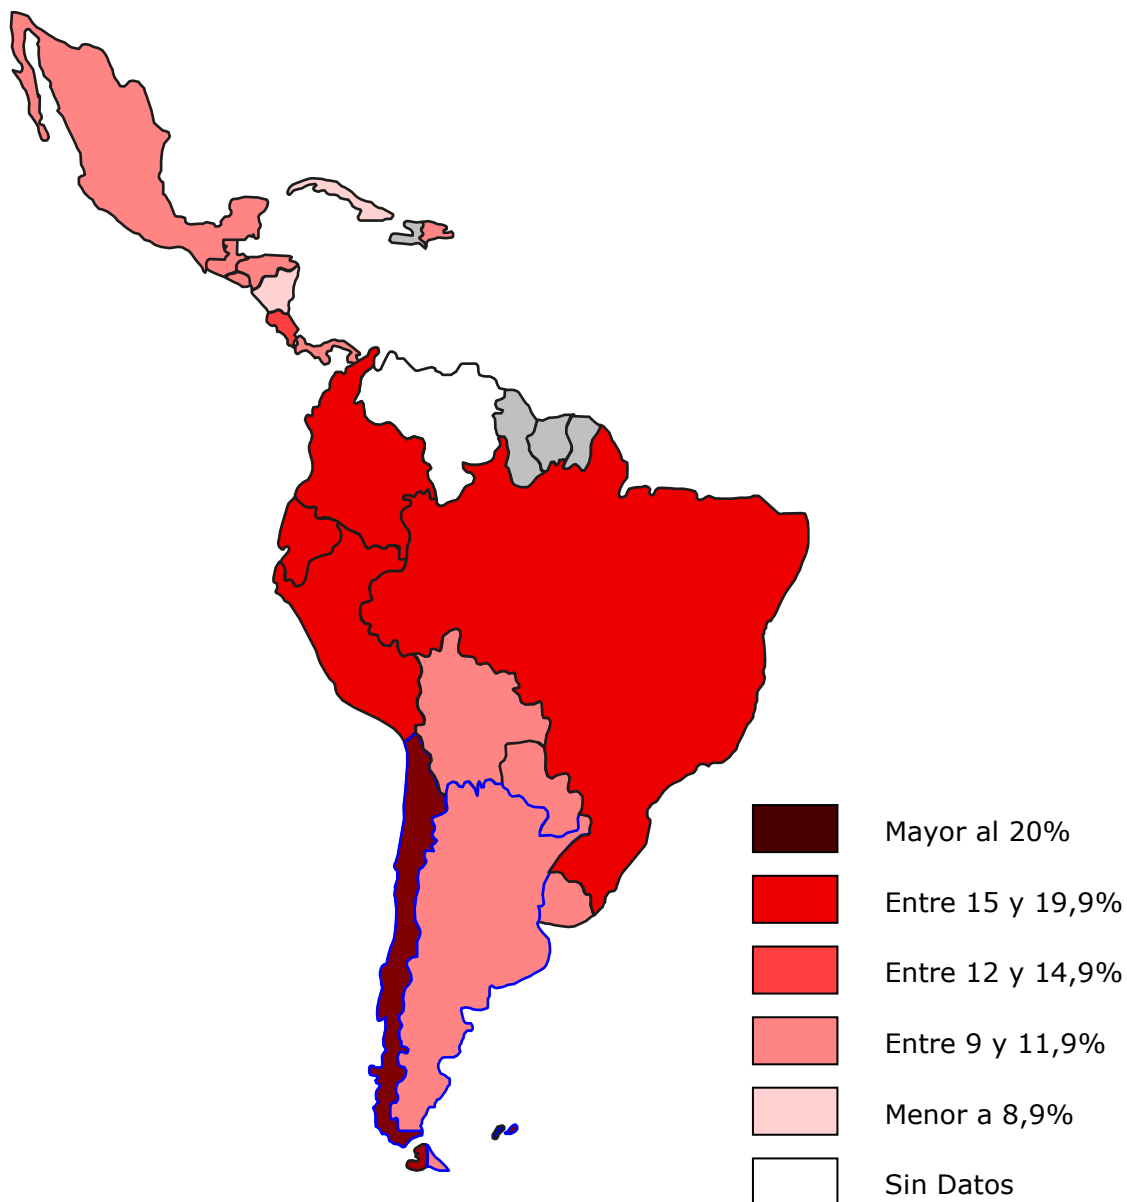 Mayor al 20%
Entre 15 y 19,9%
Entre 12 y 14,9%
Entre 9 y 11,9%
Menor a 8,9%
Sin Datos